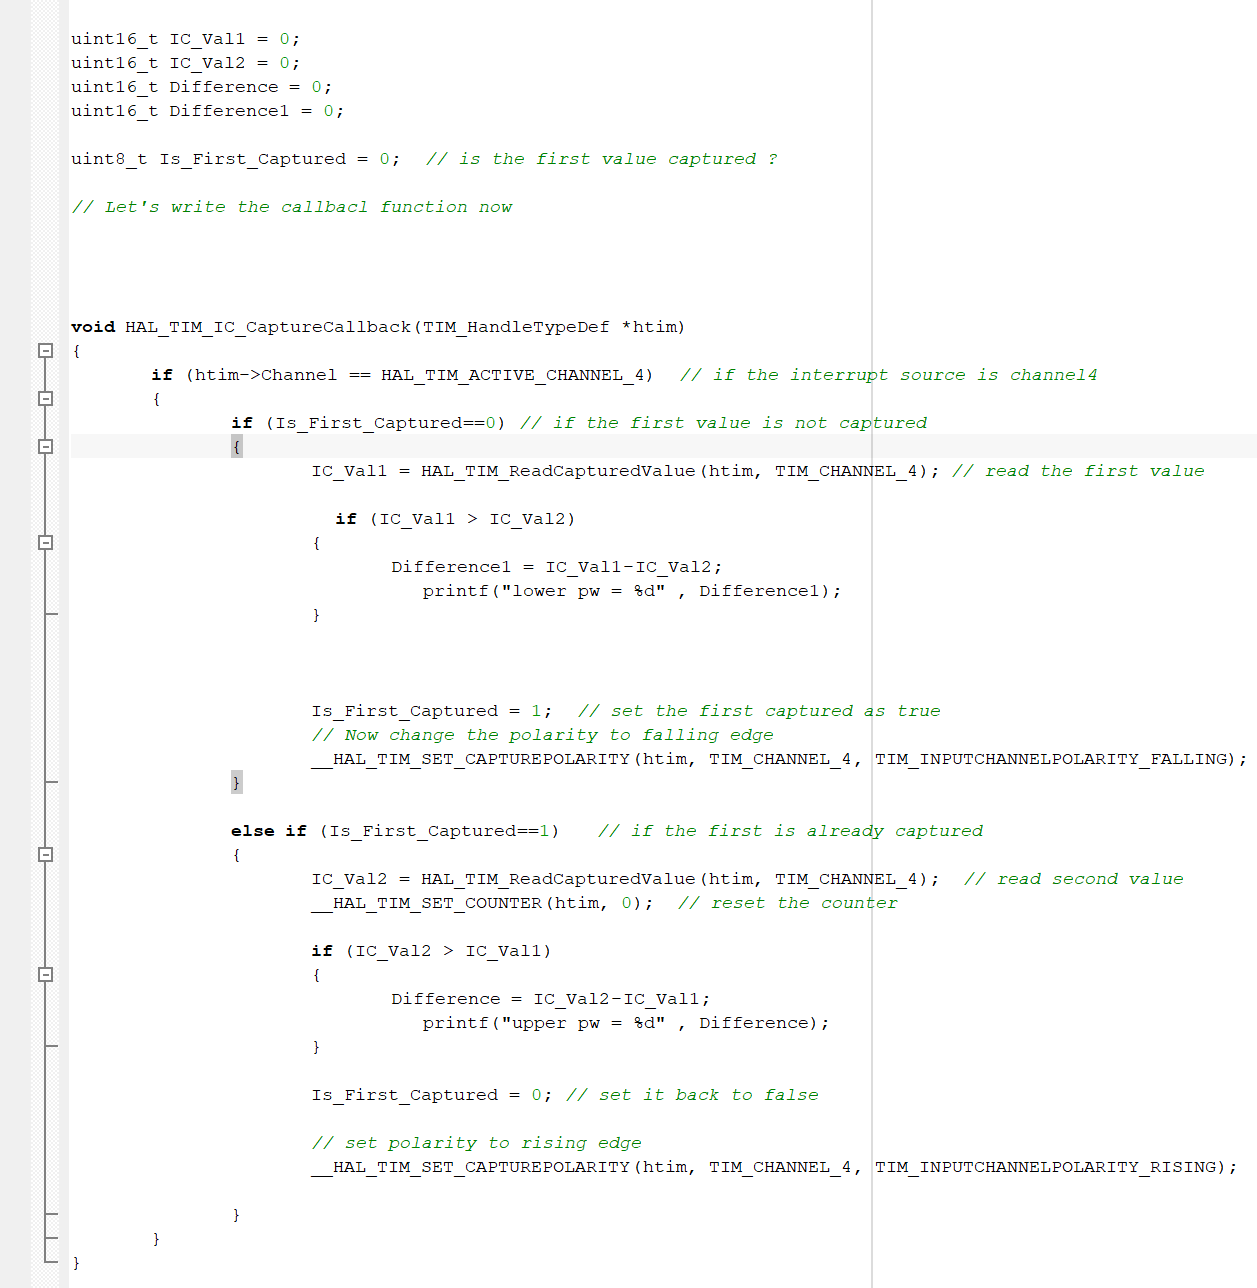 uint16_t IC_Val1 = 0;
uint16_t IC_Val2 = 0;
uint16_t Difference = 0;
uint16_t Difference1 = 0;
uint8_t Is_First_Captured = 0;  // is the first value captured ?
// Let's write the callbacl function now
void HAL_TIM_IC_CaptureCallback(TIM_HandleTypeDef *htim)
{
if (htim->Channel == HAL_TIM_ACTIVE_CHANNEL_4)  // if the interrupt source is channel4
{
if (Is_First_Captured==0) // if the first value is not captured
{
IC_Val1 = HAL_TIM_ReadCapturedValue(htim, TIM_CHANNEL_4); // read the first value
if (IC_Val1 > IC_Val2)
{
Difference1 = IC_Val1-IC_Val2;
printf("lower pw = %d" , Difference1);
}
Is_First_Captured = 1;  // set the first captured as true
// Now change the polarity to falling edge
__HAL_TIM_SET_CAPTUREPOLARITY(htim, TIM_CHANNEL_4, TIM_INPUTCHANNELPOLARITY_FALLING);
}
else if (Is_First_Captured==1)   // if the first is already captured
{
IC_Val2 = HAL_TIM_ReadCapturedValue(htim, TIM_CHANNEL_4);  // read second value
__HAL_TIM_SET_COUNTER(htim, 0);  // reset the counter
if (IC_Val2 > IC_Val1)
{
Difference = IC_Val2-IC_Val1;
printf("upper pw = %d" , Difference);
}
Is_First_Captured = 0; // set it back to false
// set polarity to rising edge
__HAL_TIM_SET_CAPTUREPOLARITY(htim, TIM_CHANNEL_4, TIM_INPUTCHANNELPOLARITY_RISING);
}
}
}